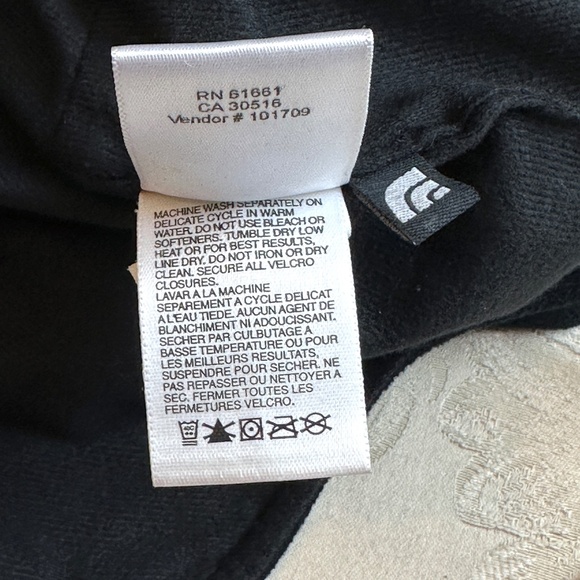 RN 61661
CA 30516
Vendor # 101709
MACHINE WASH SEPARATELY ON
DELICATE CYCLE IN WARM
WATER. DO NOT USE BLEACH OR
SOFTENERS. TUMBLE DRY LOW
HEAT OR FOR BEST RESULTS,
LINE DRY. DO NOT IRON OR DRY
CLEAN. SECURE ALL VELCRO
CLOSURES.
LAVAR A LA MACHINE
SEPAREMENT A CYCLE DELICAT
A L'EAU TIEDE. AUCUN AGENT DE
BLANCHIMENT NI ADOUCISSANT.
SECHER PAR CULBUTAGE A
BASSE TEMPERATURE OU POUR
LES MEILLEURS RESULTATS,
SUSPENDRE POUR SECHER. NE
PAS REPASSER OU NETTOYER A
SEC. FERMER TOUTES LES
FERMETURES VELCRO.